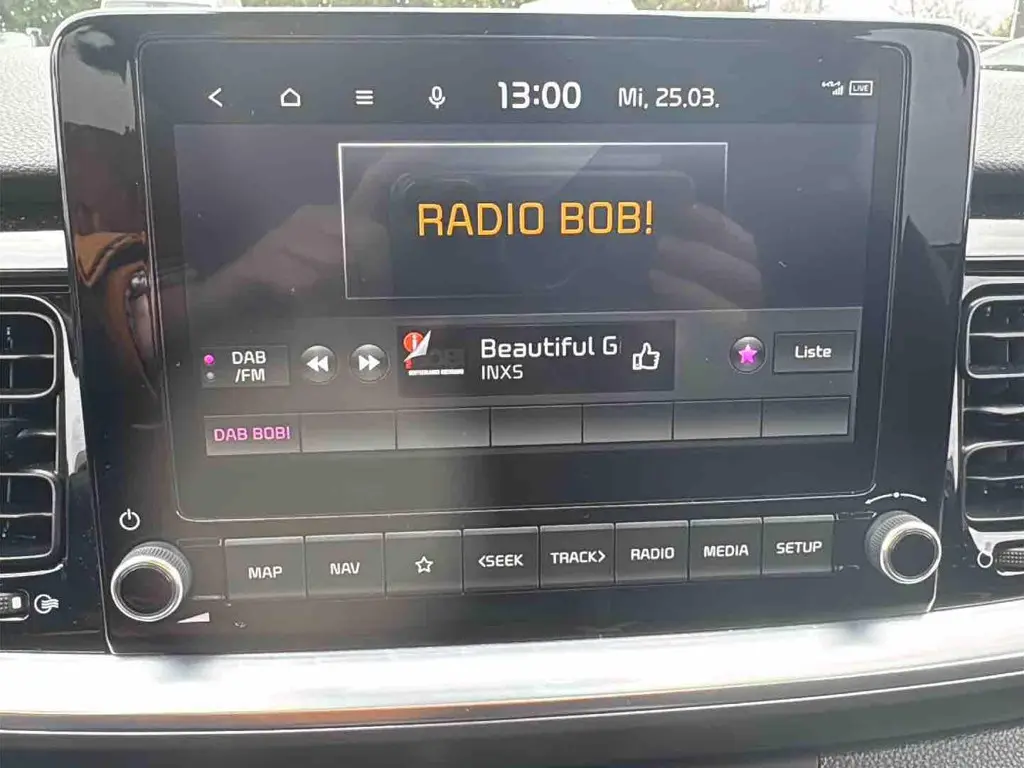 13:00 Mi, 25.03.
LIVE
RADIO BOB!
DAB
/FM
Beautiful G
INXS
Liste
DAB BOB!
MAP NAV <SEEK TRACK> RADIO MEDIA SETUP